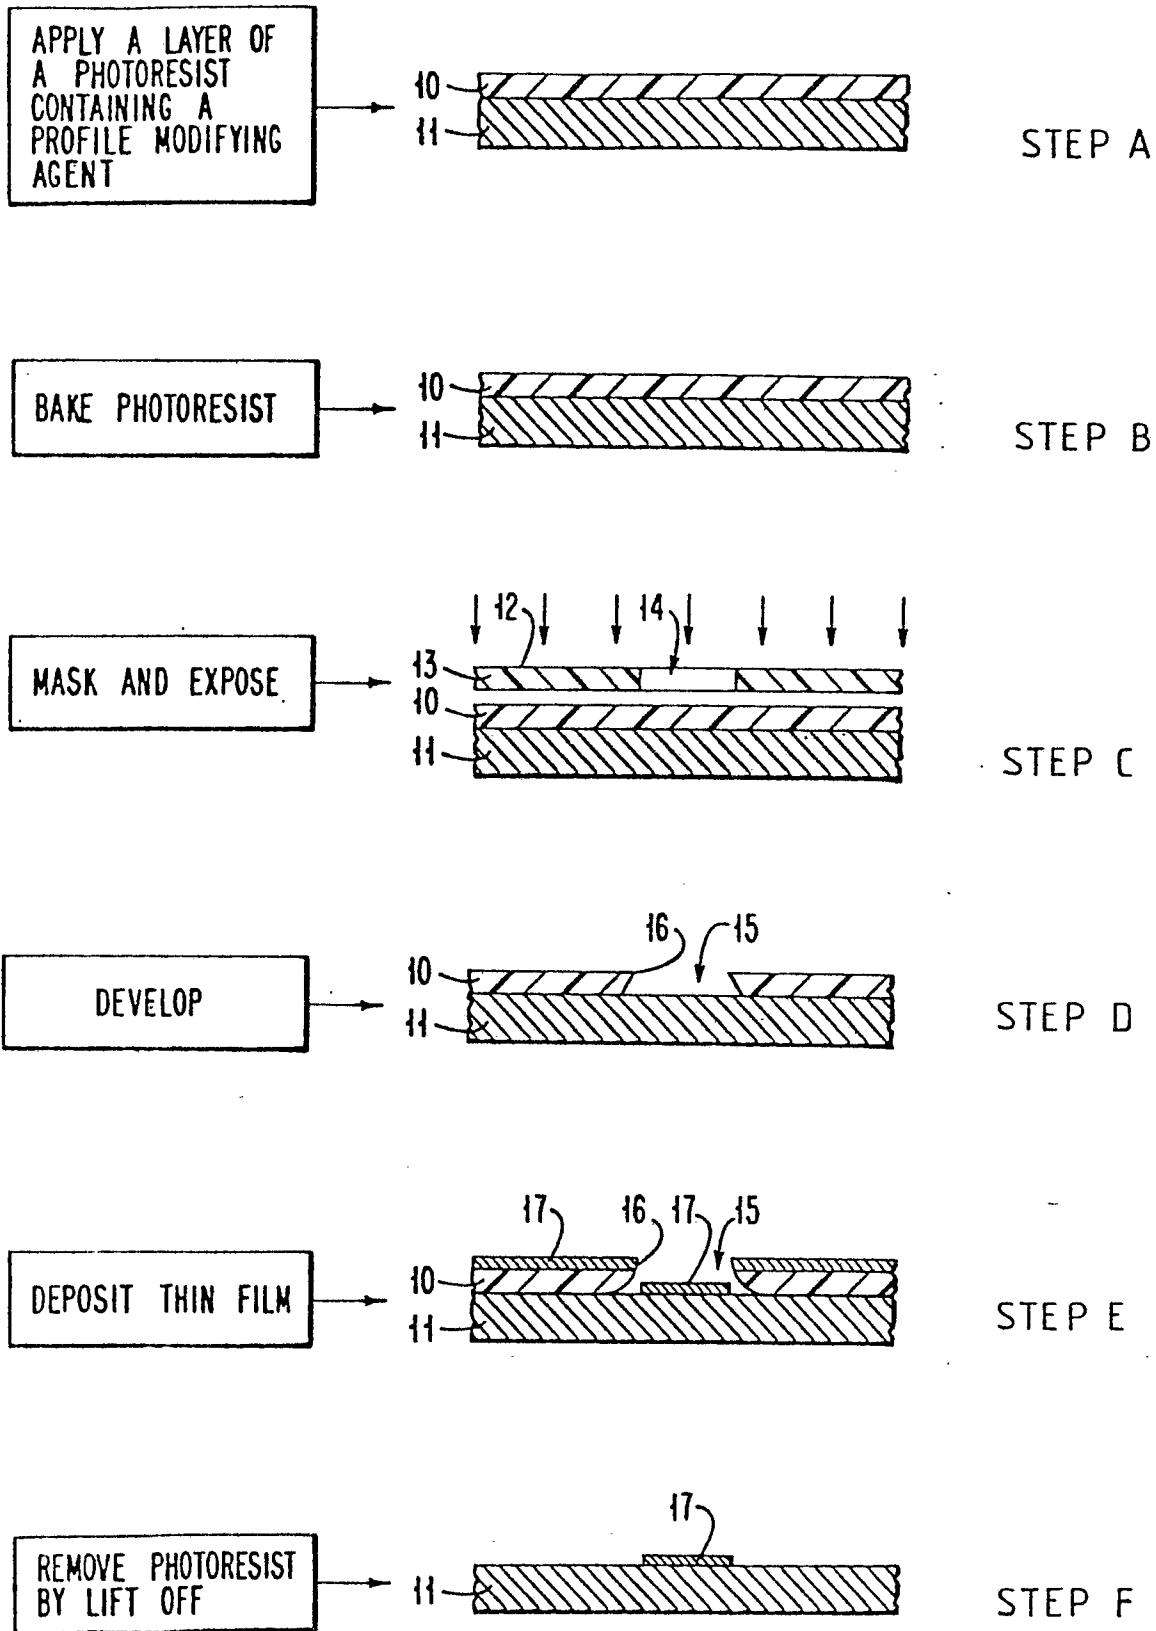 APPLY A LAYER OF
A PHOTORESIST
CONTAINING A
PROFILE MODIFYING
AGENT
10
11
STEP A
BAKE PHOTORESIST
10
11
STEP B
MASK AND EXPOSE
12
14
13
10
11
STEP C
DEVELOP
16
15
10
11
STEP D
DEPOSIT THIN FILM
17
16
17
15
10
11
STEP E
REMOVE PHOTORESIST
BY LIFT OFF
17
11
STEP F